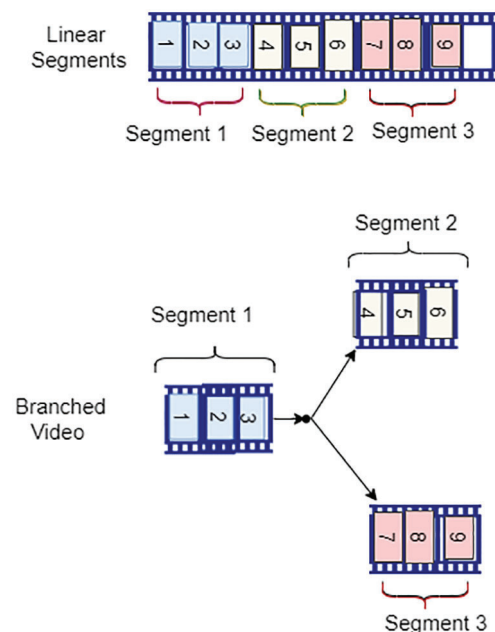 Linear
Segments
1 2 3 4 5 6 7 8 9
Segment 1
Segment 2
Segment 3
Segment 2
4 5 6
Segment 1
Branched
Video
1 2 3
7 8 9
Segment 3